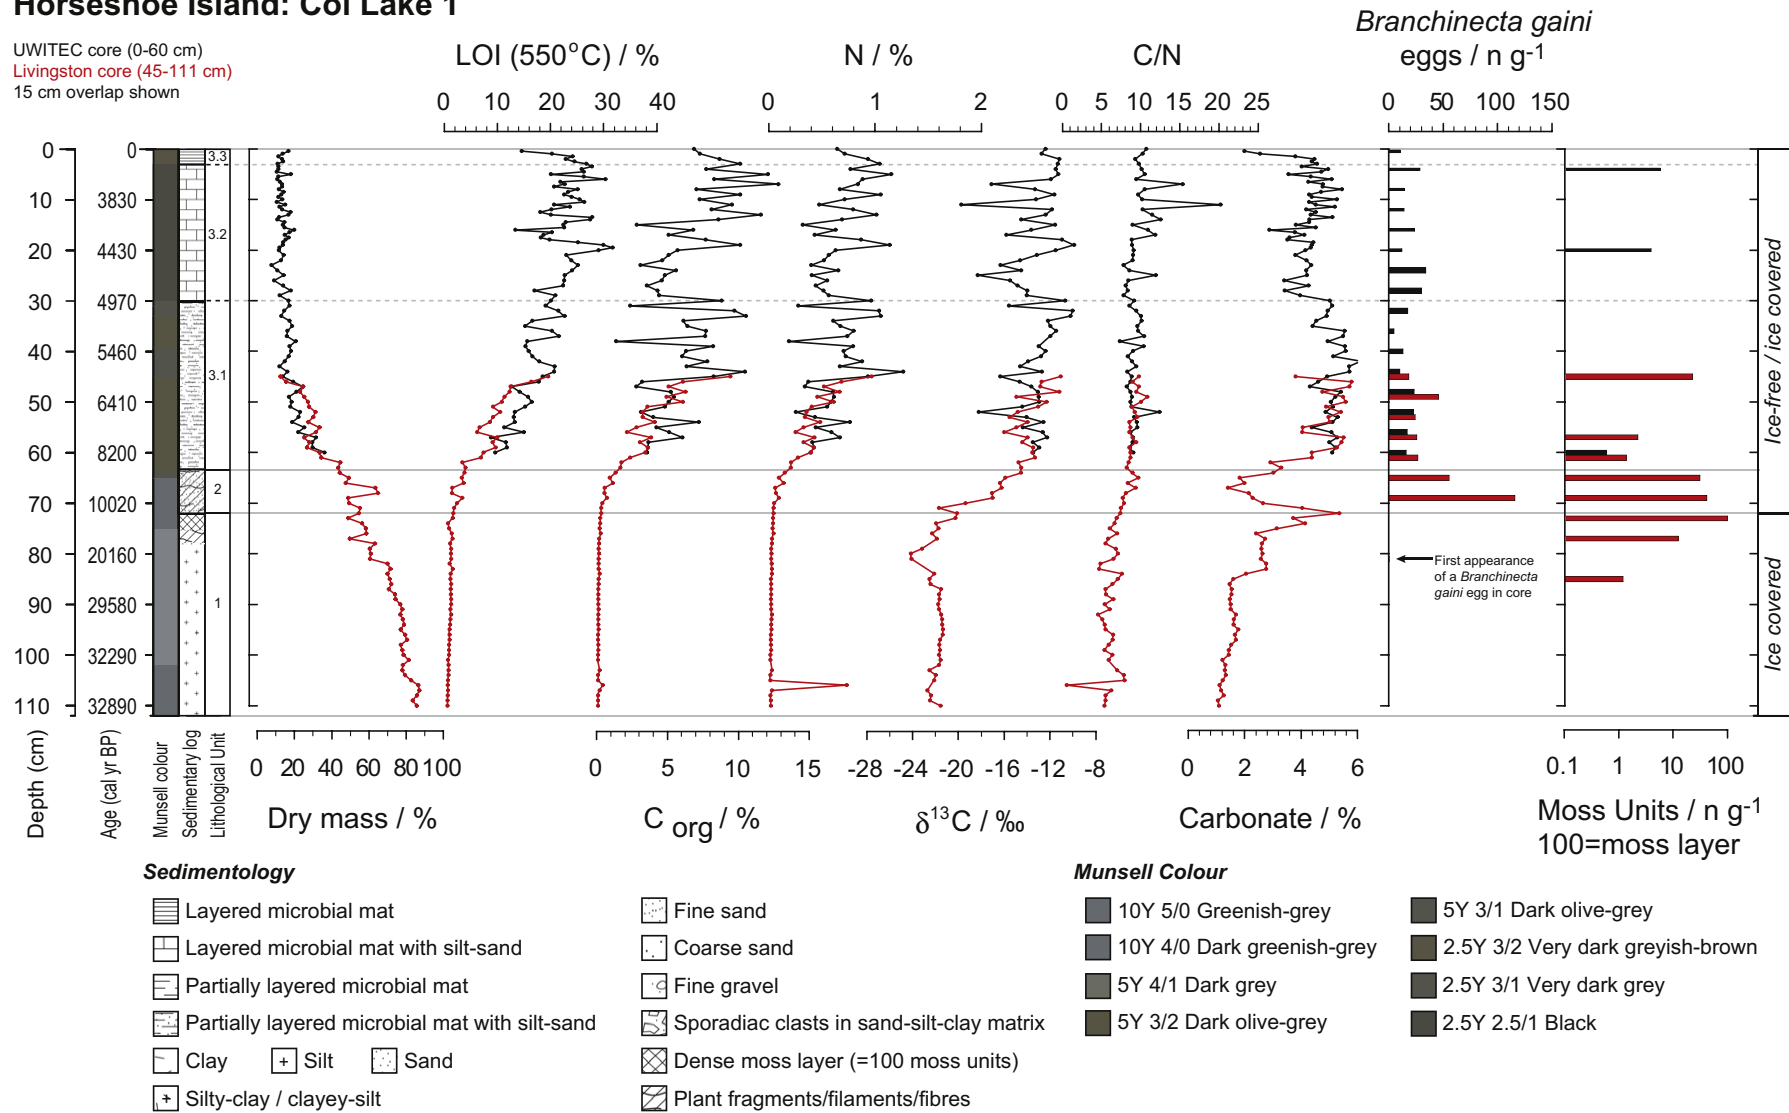 Horseshoe Island: Col Lake 1
UWITEC core (0-60 cm)
Livingston core (45-111 cm)
15 cm overlap shown
LOI (550°C) / %
N / %
C/N
Branchinecta gaini
eggs / n g-1
0 10 20 30 40
0 1 2
0 5 10 15 20 25
0 50 100 150
0 0 3.3
10 3830
3.2
20 4430
30 4970
40 5460
3.1
50 6410
60 8200
2
70 10020
80 20160
90 29580
1
100 32290
110 32890
First appearance
of a Branchinecta
gaini egg in core
Ice-free / ice covered
Ice covered
Depth (cm)
Age (cal yr BP)
Munsell colour
Sedimentary log
Lithological Unit
0 20 40 60 80 100
Dry mass / %
0 5 10 15
C org / %
-28 -24 -20 -16 -12 -8
δ13C / ‰
0 2 4 6
Carbonate / %
0.1 1 10 100
Moss Units / n g-1
100=moss layer
Sedimentology
Layered microbial mat
Layered microbial mat with silt-sand
Partially layered microbial mat
Partially layered microbial mat with silt-sand
Clay Silt Sand
Silty-clay / clayey-silt
Fine sand
Coarse sand
Fine gravel
Sporadiac clasts in sand-silt-clay matrix
Dense moss layer (=100 moss units)
Plant fragments/filaments/fibres
Munsell Colour
10Y 5/0 Greenish-grey
10Y 4/0 Dark greenish-grey
5Y 4/1 Dark grey
5Y 3/2 Dark olive-grey
5Y 3/1 Dark olive-grey
2.5Y 3/2 Very dark greyish-brown
2.5Y 3/1 Very dark grey
2.5Y 2.5/1 Black